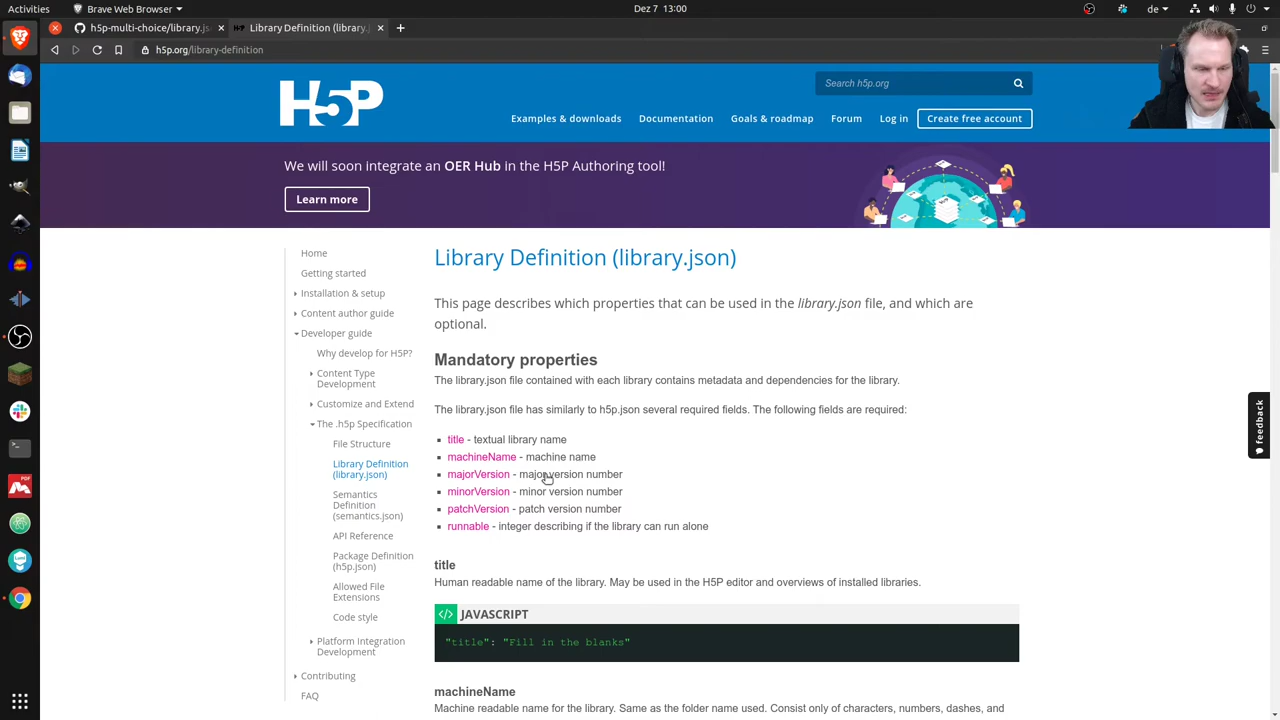 Brave Web Browser
Dez 7 13:00
h5p-multi-choice/library.js
Library Definition (library.j
h5p.org/library-definition
H5P
Search h5p.org
Examples & downloads
Documentation
Goals & roadmap
Forum
Log in
Create free account
We will soon integrate an OER Hub in the H5P Authoring tool!
Learn more
Home
Getting started
Installation & setup
Content author guide
Developer guide
Why develop for H5P?
Content Type
Development
Customize and Extend
The .h5p Specification
File Structure
Library Definition
(library.json)
Semantics
Definition
(semantics.json)
API Reference
Package Definition
(h5p.json)
Allowed File
Extensions
Code style
Platform Integration
Development
Contributing
FAQ
Library Definition (library.json)
This page describes which properties that can be used in the library.json file, and which are
optional.
Mandatory properties
The library.json file contained with each library contains metadata and dependencies for the library.
The library.json file has similarly to h5p.json several required fields. The following fields are required:
title - textual library name
machineName - machine name
majorVersion - major version number
minorVersion - minor version number
patchVersion - patch version number
runnable - integer describing if the library can run alone
title
Human readable name of the library. May be used in the H5P editor and overviews of installed libraries.
</> JAVASCRIPT
"title": "Fill in the blanks"
machineName
Machine readable name for the library. Same as the folder name used. Consist only of characters, numbers, dashes, and
feedback